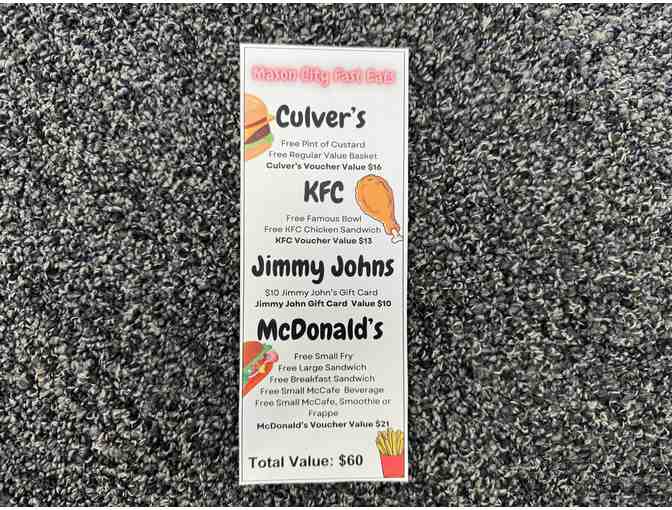 Mason City Fast Eats
Culver's
Free Pint of Custard
Free Regular Value Basket
Culver's Voucher Value $16
KFC
Free Famous Bowl
Free KFC Chicken Sandwich
KFC Voucher Value $13
Jimmy Johns
$10 Jimmy John's Gift Card
Jimmy John Gift Card Value $10
McDonald's
Free Small Fry
Free Large Sandwich
Free Breakfast Sandwich
Free Small McCafe Beverage
Free Small McCafe, Smoothie or
Frappe
McDonald's Voucher Value $21
Total Value: $60